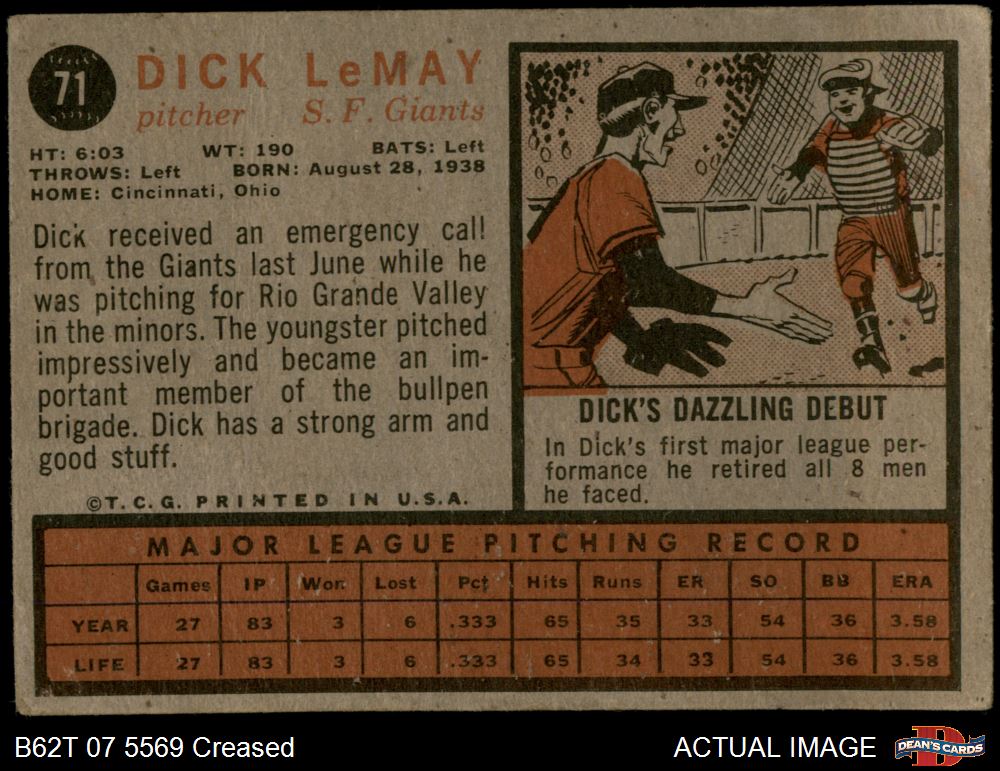 71
DICK LeMAY
pitcher S. F. Giants
HT: 6:03 WT: 190 BATS: Left
THROWS: Left BORN: August 28, 1938
HOME: Cincinnati, Ohio
Dick received an emergency call
from the Giants last June while he
was pitching for Rio Grande Valley
in the minors. The youngster pitched
impressively and became an im-
portant member of the bullpen
brigade. Dick has a strong arm and
good stuff.
©T.C.G. PRINTED IN U.S.A.
DICK'S DAZZLING DEBUT
In Dick's first major league per-
formance he retired all 8 men
he faced.
MAJOR LEAGUE PITCHING RECORD
Games IP Won Lost Pct Hits Runs ER SO BB ERA
YEAR 27 83 3 6 .333 65 35 33 54 36 3.58
LIFE 27 83 3 6 .333 65 34 33 54 36 3.58
B62T 07 5569 Creased ACTUAL IMAGE DEAN'S CARDS